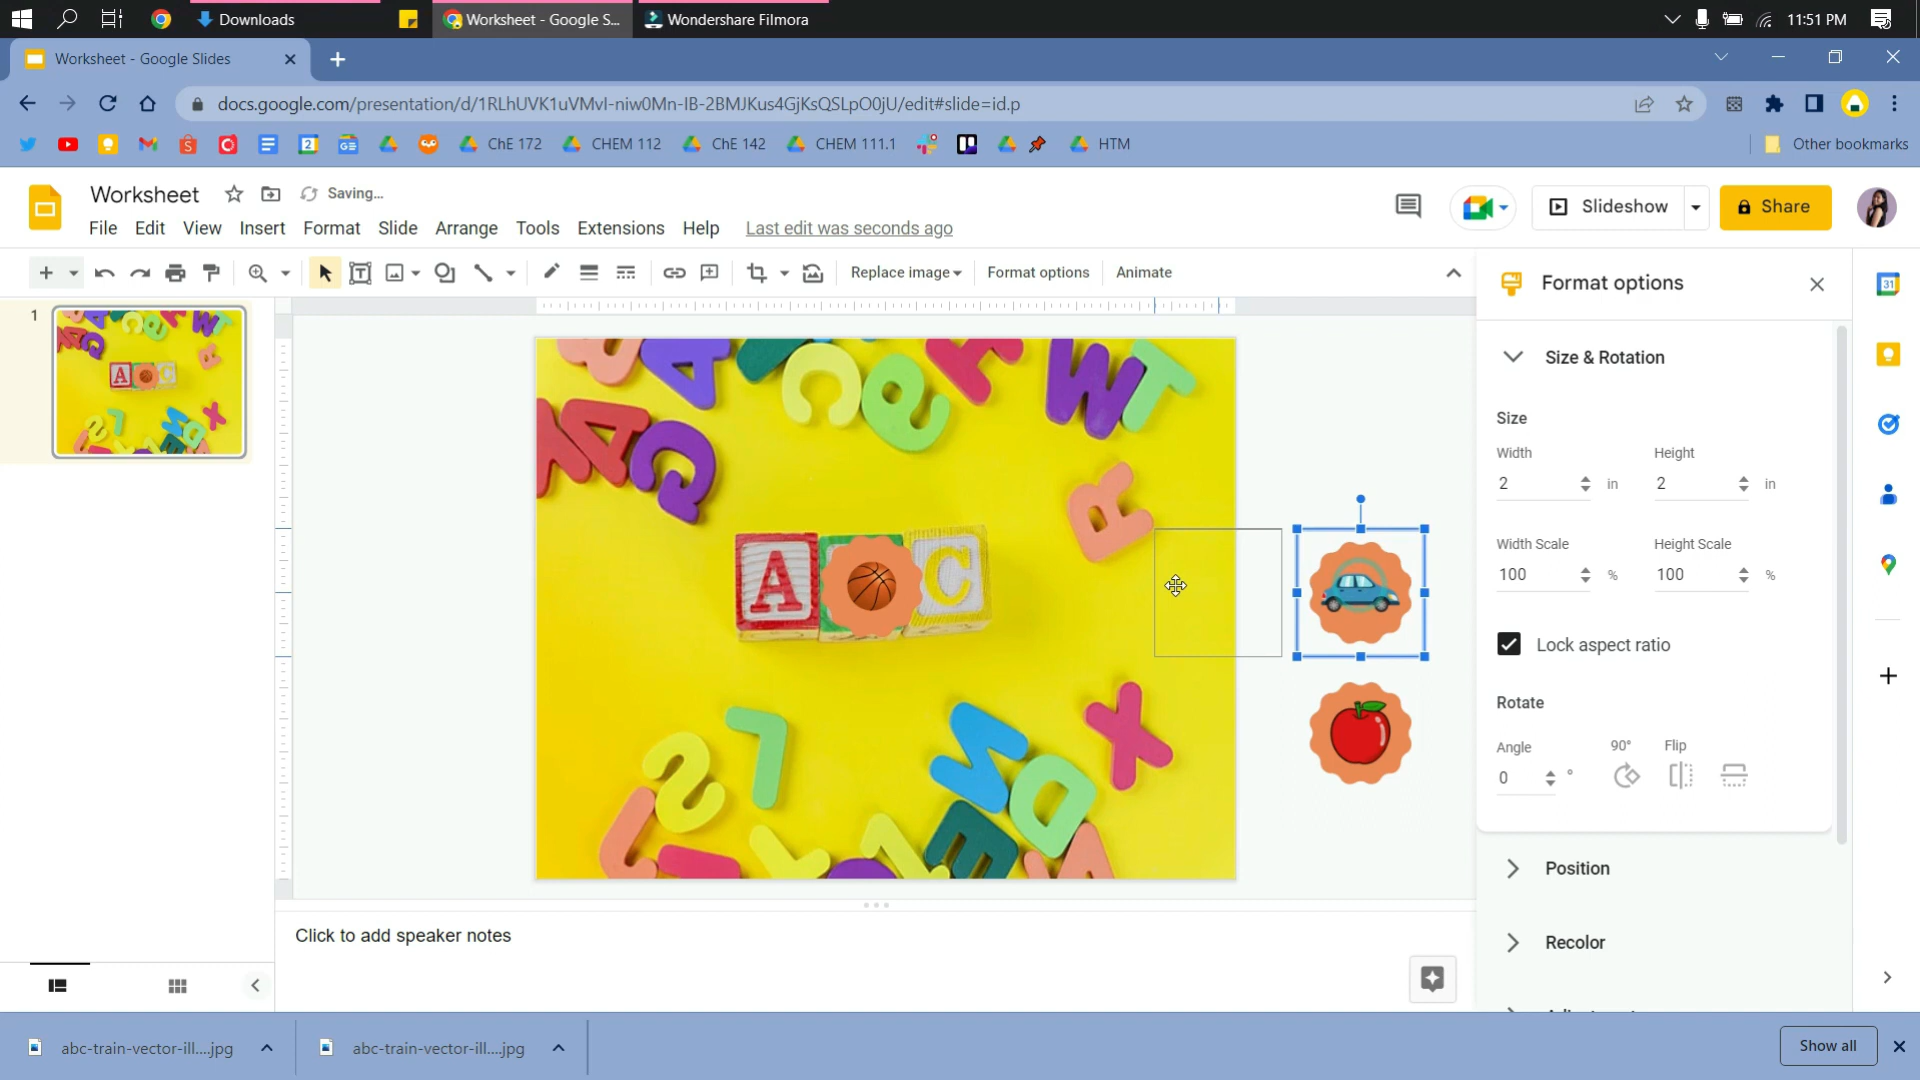 Downloads
Worksheet - Google S...
Wondershare Filmora
11:51 PM
Worksheet - Google Slides
docs.google.com/presentation/d/1RLhUVK1uVMvI-niw0Mn-IB-2BMJKus4GjKsQSLpO0jU/edit#slide=id.p
ChE 172
CHEM 112
ChE 142
CHEM 111.1
HTM
Other bookmarks
Worksheet
Saving...
Slideshow
Share
File Edit View Insert Format Slide Arrange Tools Extensions Help Last edit was seconds ago
Replace image
Format options
Animate
Format options
1
Size & Rotation
Size
Width
Height
2 in
2 in
Width Scale
Height Scale
100 %
100 %
Lock aspect ratio
Rotate
Angle
90°
Flip
0 °
Position
Recolor
A
C
Click to add speaker notes
abc-train-vector-ill....jpg
abc-train-vector-ill....jpg
Show all